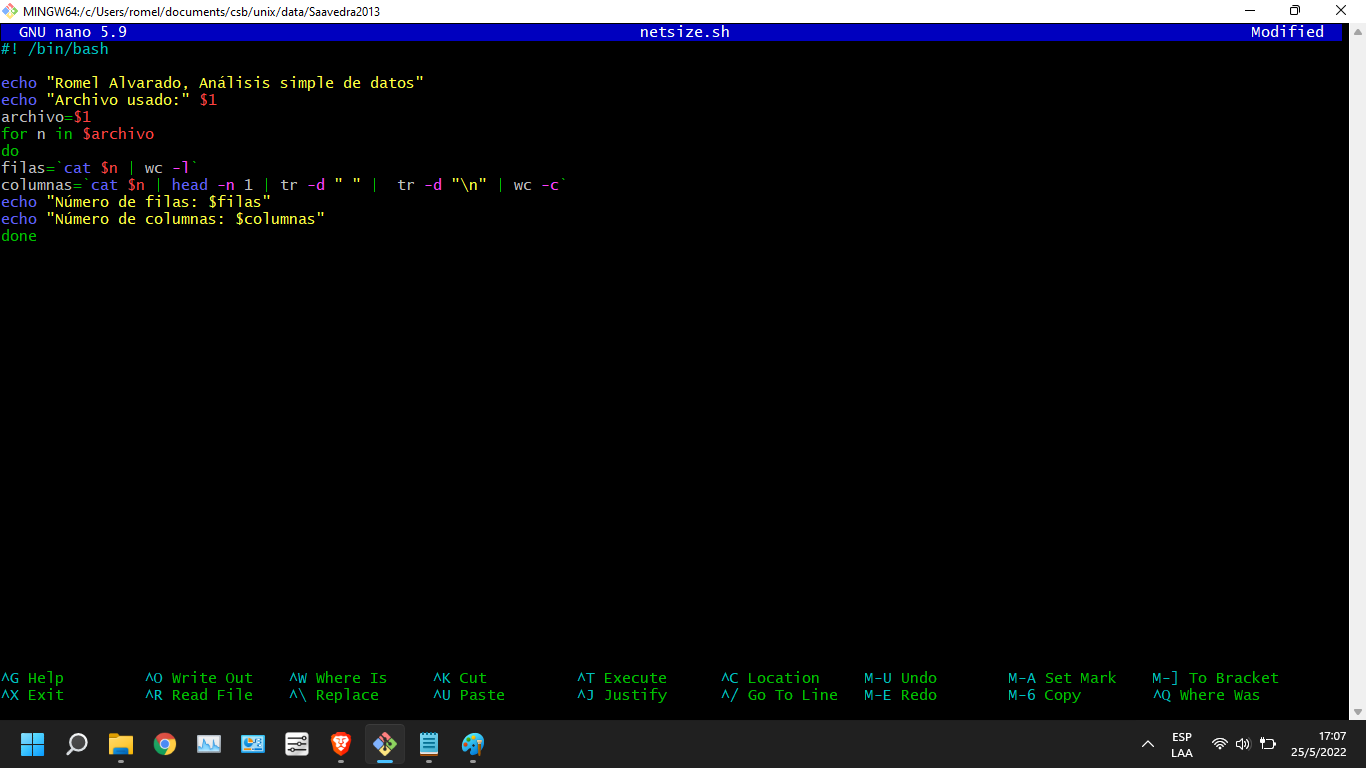 MINGW64:/c/Users/romel/documents/csb/unix/data/Saavedra2013
GNU nano 5.9 netsize.sh Modified
#! /bin/bash
echo "Romel Alvarado, Análisis simple de datos"
echo "Archivo usado:" $1
archivo=$1
for n in $archivo
do
filas=`cat $n | wc -l`
columnas=`cat $n | head -n 1 | tr -d " " |  tr -d "\n" | wc -c`
echo "Número de filas: $filas"
echo "Número de columnas: $columnas"
done
^G Help ^O Write Out ^W Where Is ^K Cut ^T Execute ^C Location M-U Undo M-A Set Mark M-] To Bracket
^X Exit ^R Read File ^\ Replace ^U Paste ^J Justify ^/ Go To Line M-E Redo M-6 Copy ^Q Where Was
ESP 17:07
LAA 25/5/2022